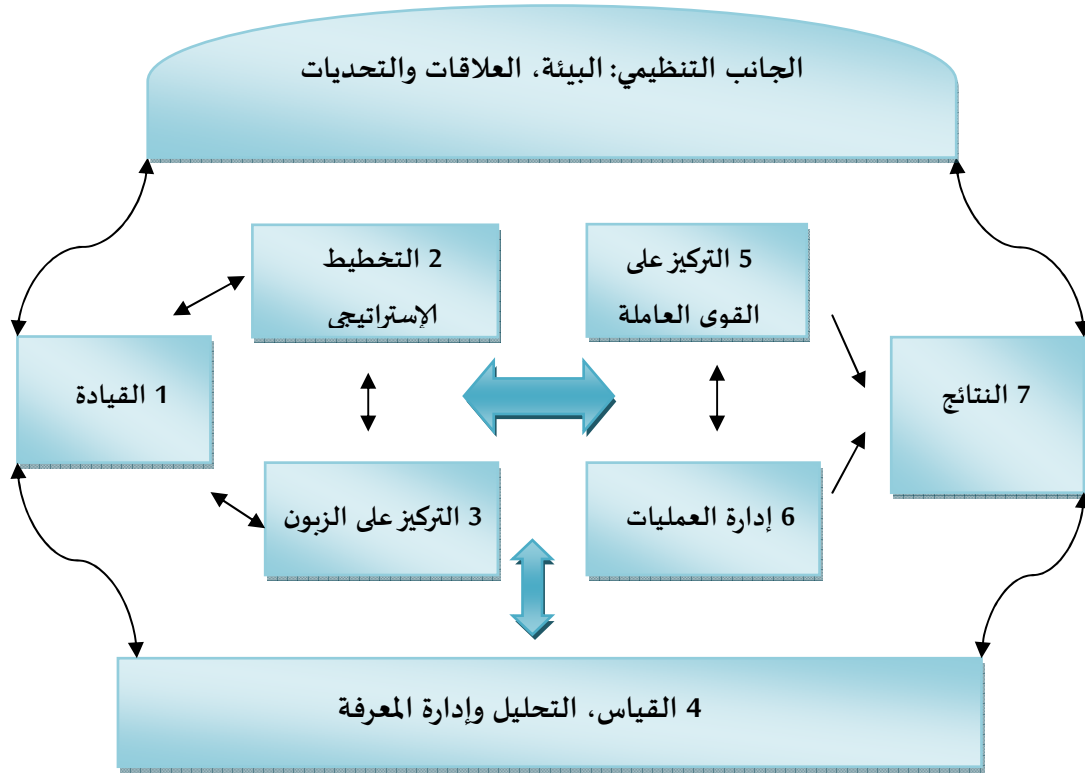 الجانب التنظيمي: البيئة، العلاقات والتحديات
2 التخطيط
الإستراتيجي
5 التركيز على
القوى العاملة
1 القيادة
7 النتائج
3 التركيز على الزبون
6 إدارة العمليات
4 القياس، التحليل وإدارة المعرفة